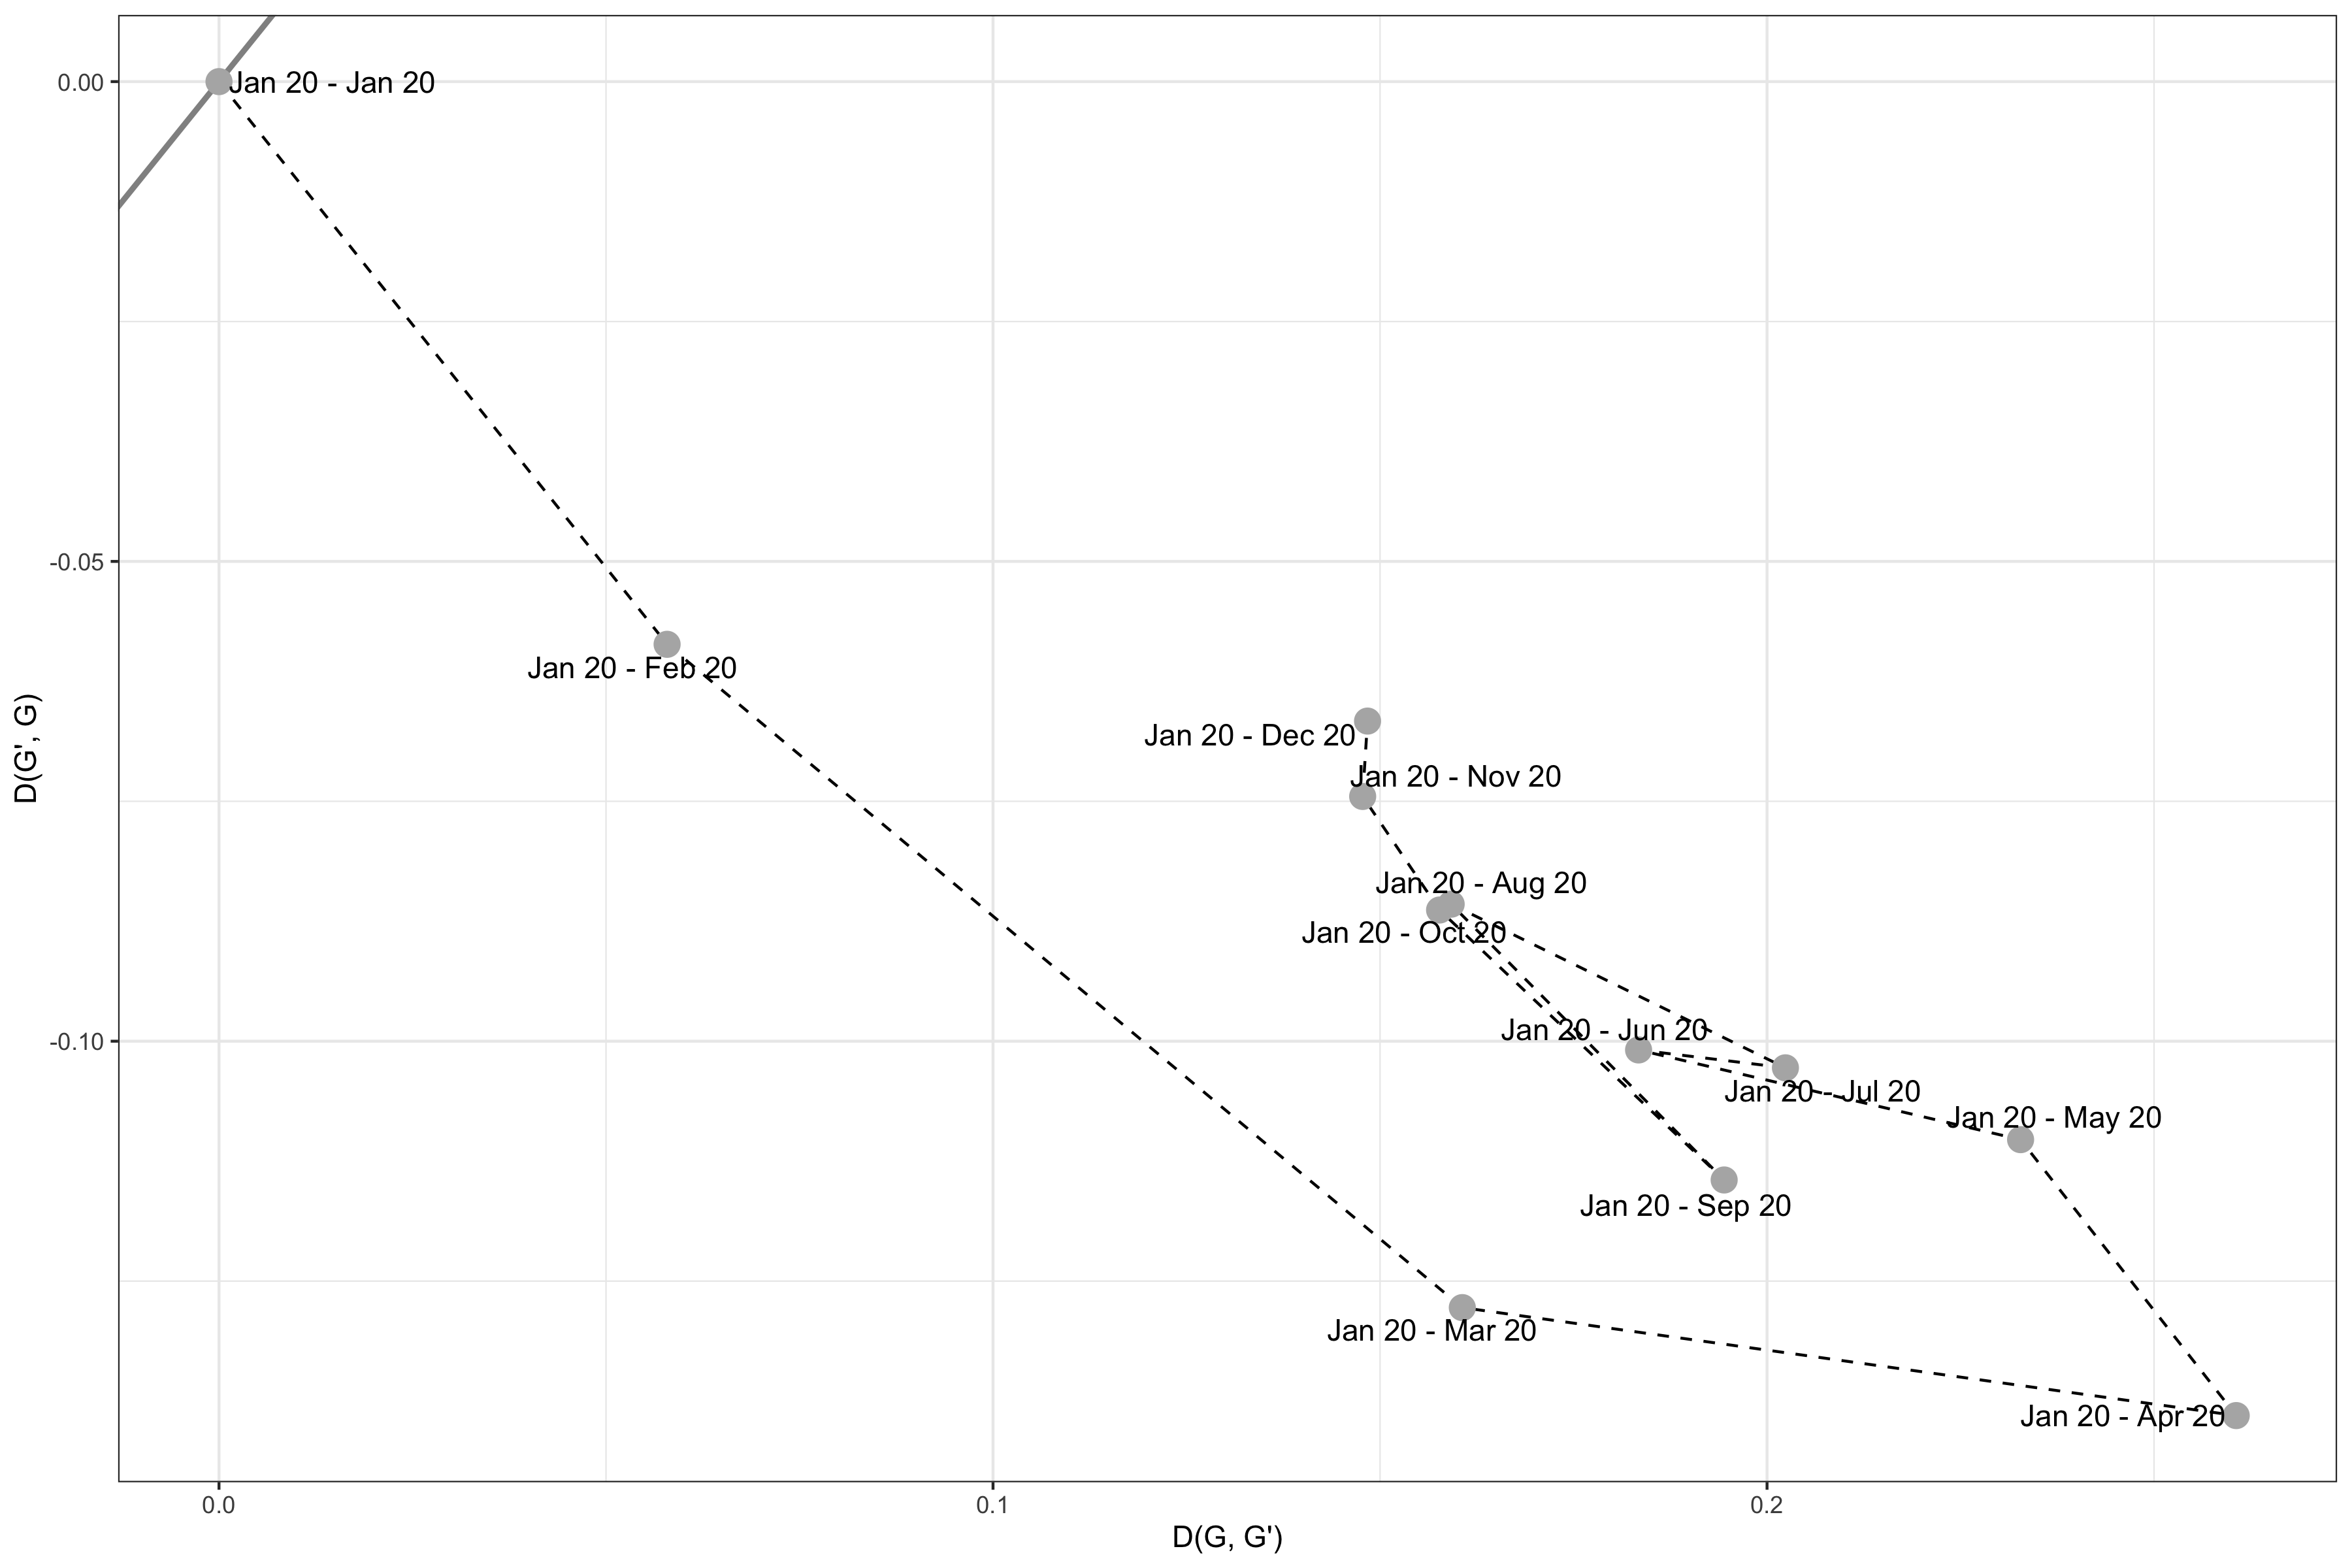 0.00
Jan 20 - Jan 20
-0.05
Jan 20 - Feb 20
D(G', G)
Jan 20 - Dec 20
Jan 20 - Nov 20
Jan 20 - Aug 20
Jan 20 - Oct 20
Jan 20 - Jun 20
-0.10
Jan 20 - Jul 20
Jan 20 - May 20
Jan 20 - Sep 20
Jan 20 - Mar 20
Jan 20 - Apr 20
0.0
0.1
0.2
D(G, G')